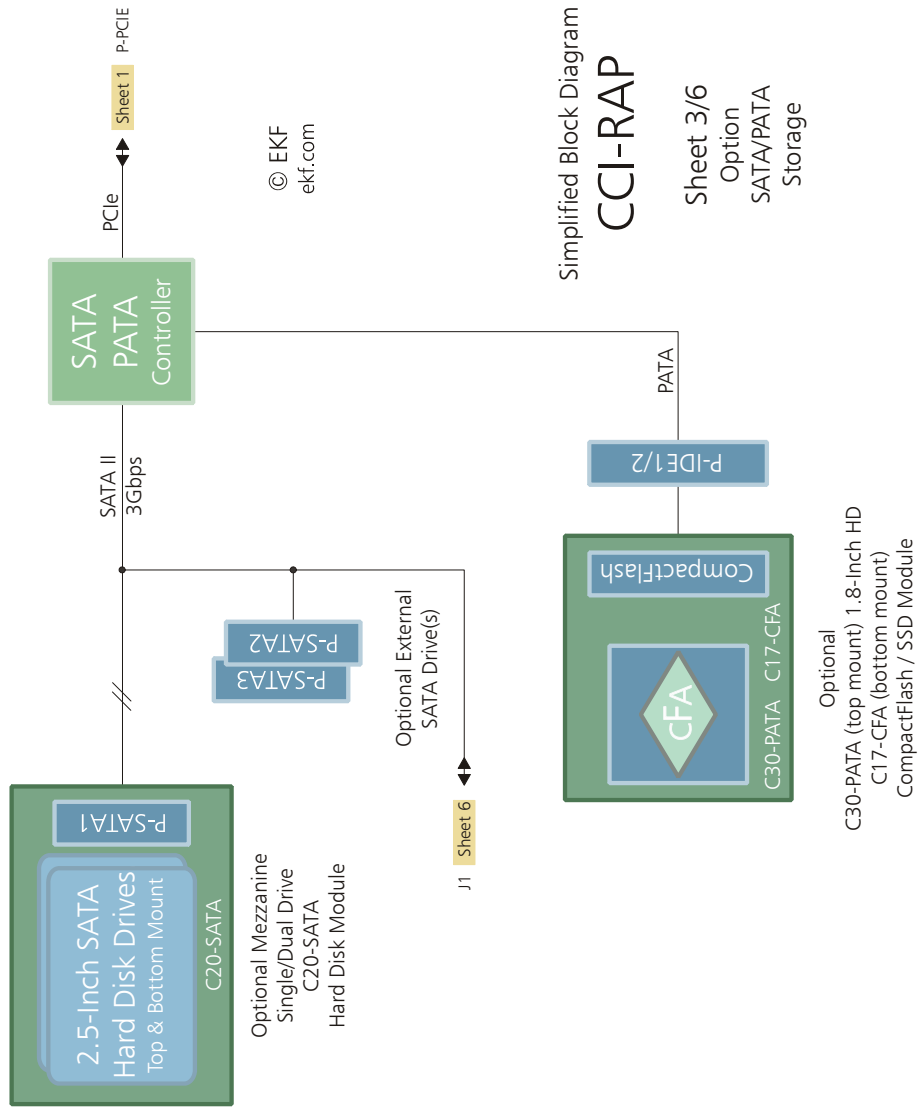 Simplified Block Diagram
CCI-RAP
Sheet 3/6
Option
SATA/PATA
Storage
© EKF
ekf.com
P-PCIE
Sheet 1
PCIe
SATA
PATA
Controller
SATA II
3Gbps
P-SATA1
2.5-Inch SATA
Hard Disk Drives
Top & Bottom Mount
C20-SATA
Optional Mezzanine
Single/Dual Drive
C20-SATA
Hard Disk Module
P-SATA2
P-SATA3
Optional External
SATA Drive(s)
J1
Sheet 6
PATA
P-IDE1/2
CompactFlash
CFA
C30-PATA
C17-CFA
Optional
C30-PATA (top mount) 1.8-Inch HD
C17-CFA (bottom mount)
CompactFlash / SSD Module